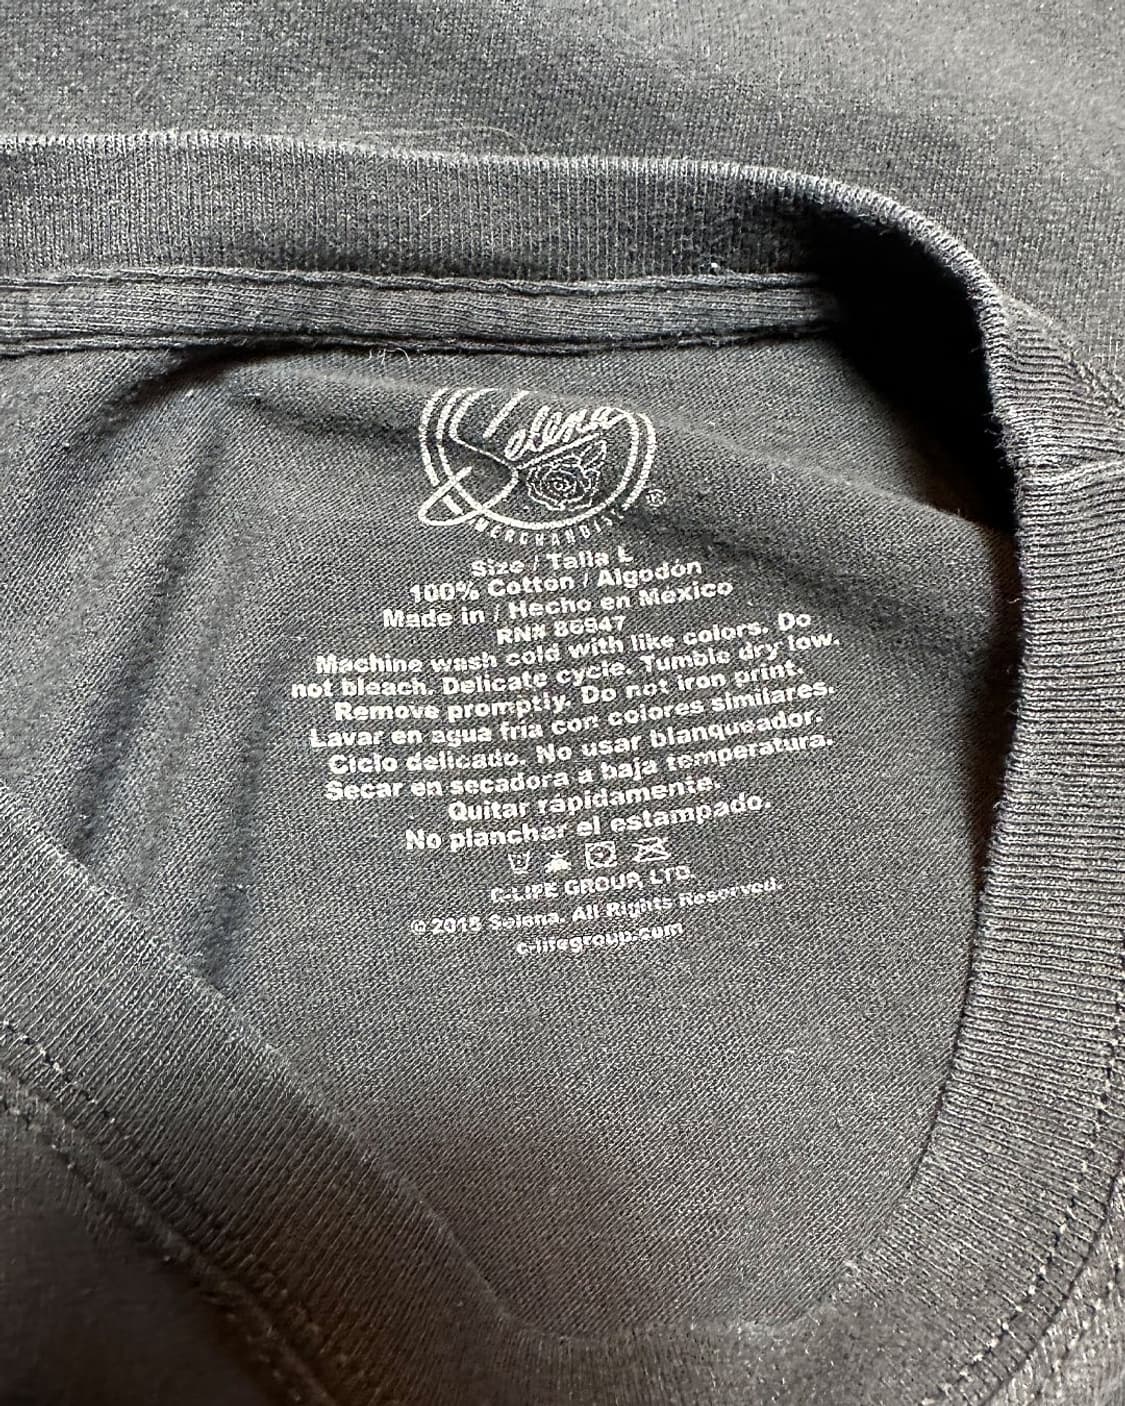 Selena
MERCHANDISE
®
Size / Talla L
100% Cotton / Algodón
Made in / Hecho en México
RN# 86947
Machine wash cold with like colors. Do
not bleach. Delicate cycle. Tumble dry low.
Remove promptly. Do not iron print.
Lavar en agua fria con colores similares.
Ciclo delicado. No usar blanqueador.
Secar en secadora a baja temperatura.
Quitar rápidamente.
No planchar el estampado.
C-LIFE GROUP, LTD.
© 2018 Selena. All Rights Reserved.
c-lifegroup.com